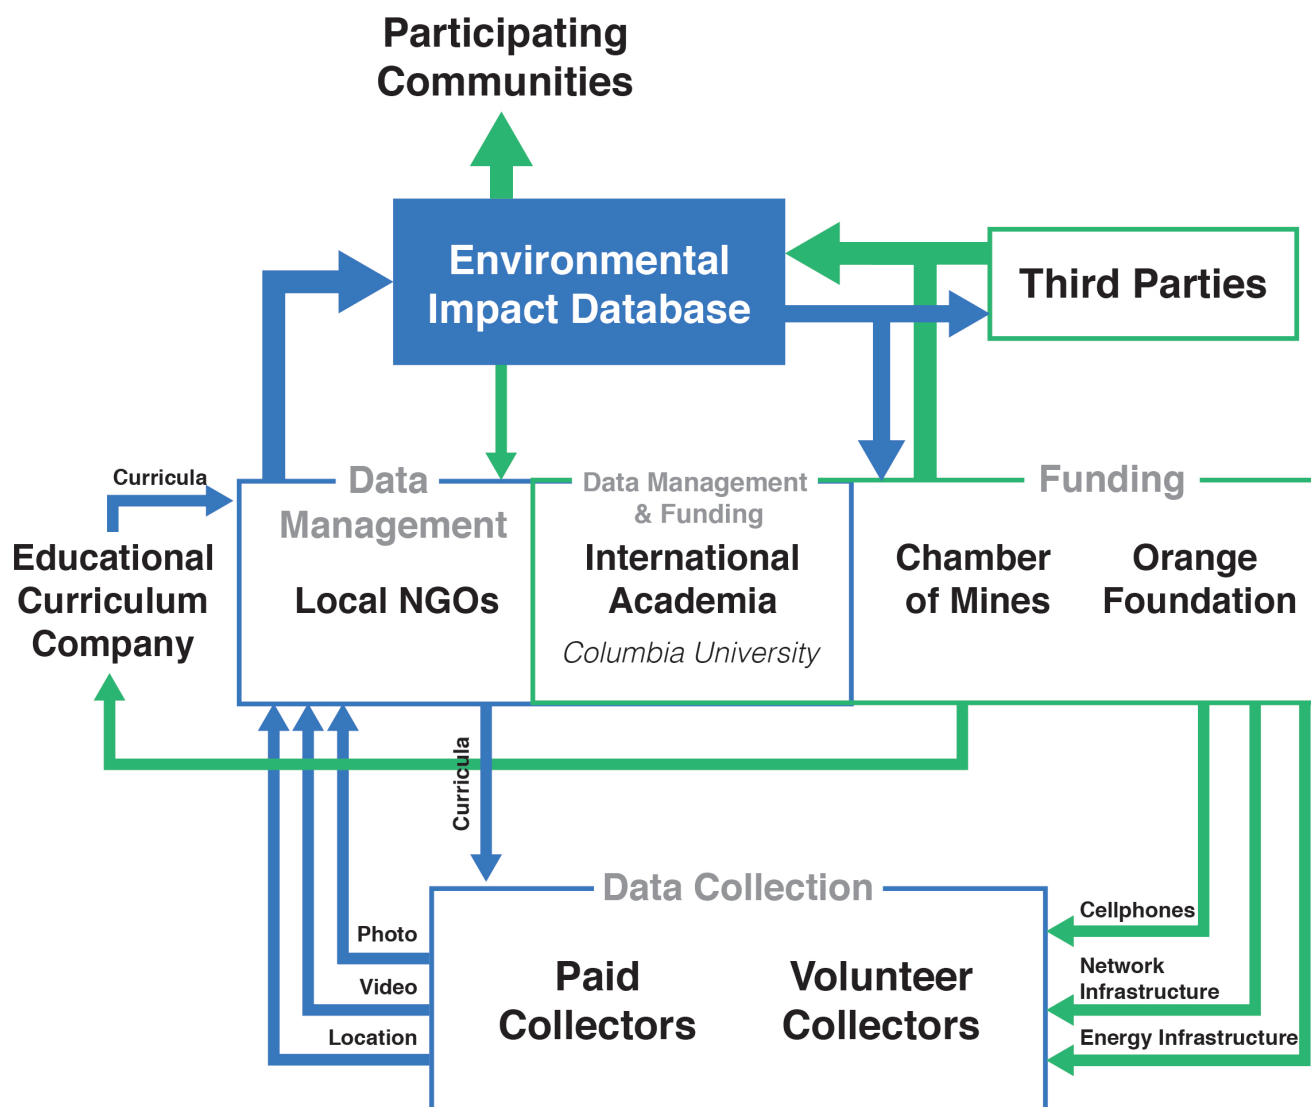 Participating
Communities
Environmental
Impact Database
Third Parties
Curricula
Educational
Curriculum
Company
Data
Management
Local NGOs
Data Management
& Funding
International
Academia
Columbia University
Funding
Chamber
of Mines
Orange
Foundation
Curricula
Data Collection
Photo
Video
Location
Paid
Collectors
Volunteer
Collectors
Cellphones
Network
Infrastructure
Energy Infrastructure